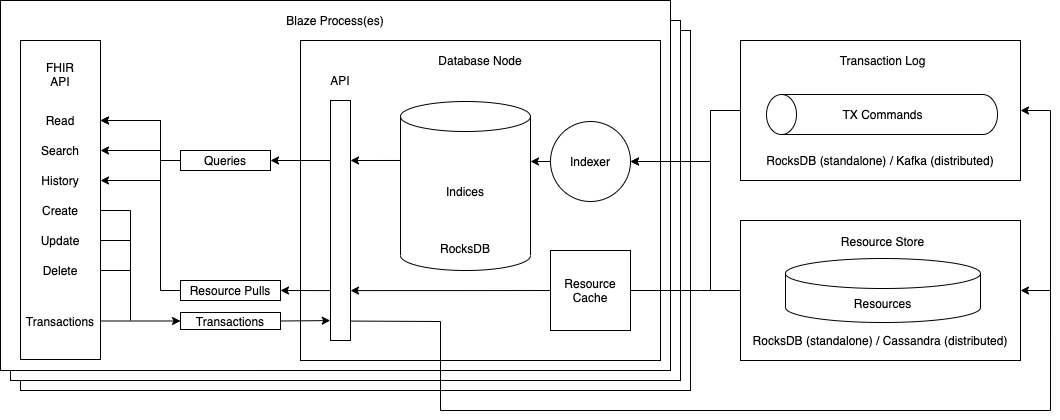 Blaze Process(es)
FHIR
API
Read
Search
History
Create
Update
Delete
Transactions
Queries
Resource Pulls
Transactions
Database Node
API
Indices
RocksDB
Indexer
Resource
Cache
Transaction Log
TX Commands
RocksDB (standalone) / Kafka (distributed)
Resource Store
Resources
RocksDB (standalone) / Cassandra (distributed)